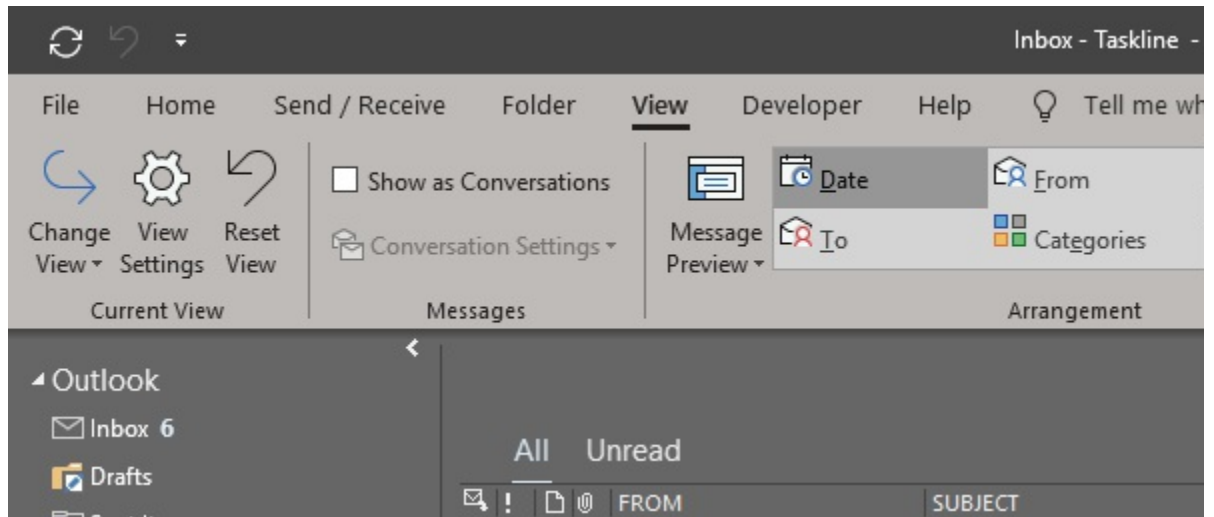 Inbox - Taskline -
File Home Send / Receive Folder View Developer Help Tell me wh
Change View View Settings Reset View
Show as Conversations
Conversation Settings
Message Preview
Date From
To Categories
Current View Messages Arrangement
Outlook
Inbox 6
Drafts
All Unread
! FROM SUBJECT